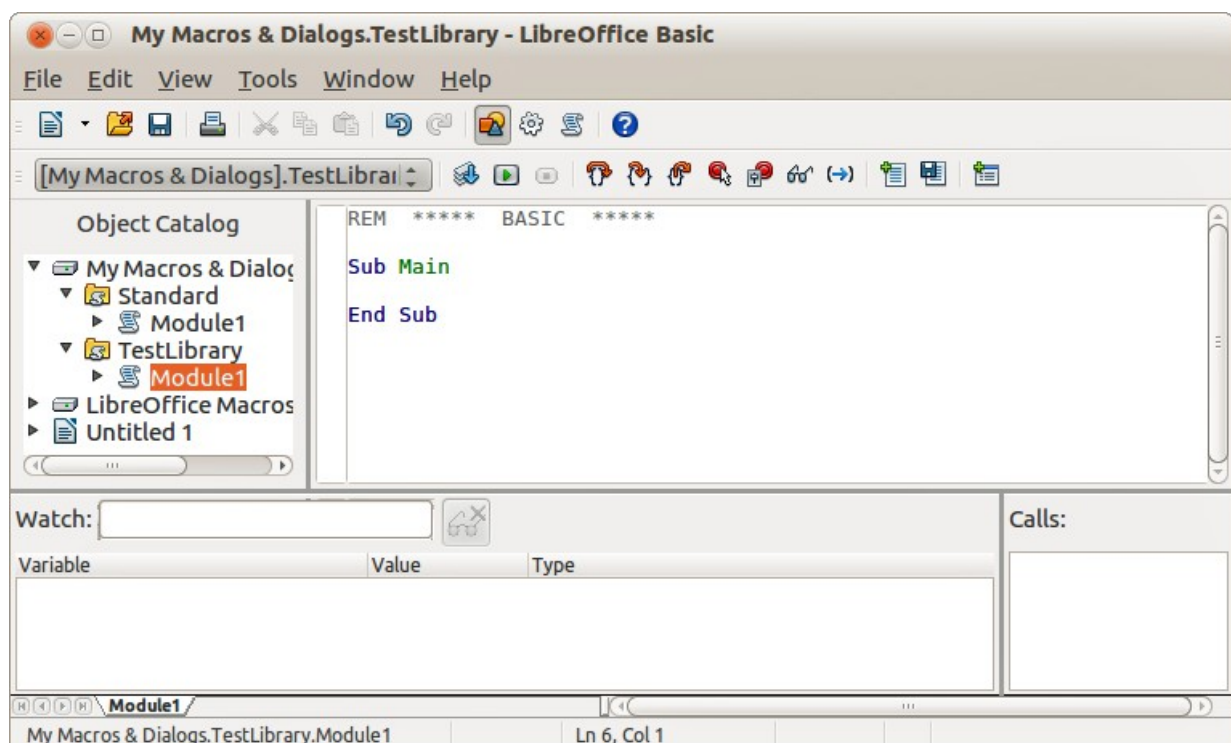 My Macros & Dialogs.TestLibrary - LibreOffice Basic
File Edit View Tools Window Help
[My Macros & Dialogs].TestLibrar
Object Catalog
My Macros & Dialog
Standard
Module1
TestLibrary
Module1
LibreOffice Macros
Untitled 1
REM ***** BASIC *****
Sub Main
End Sub
Watch:
Calls:
Variable Value Type
Module1
My Macros & Dialogs.TestLibrary.Module1 Ln 6, Col 1